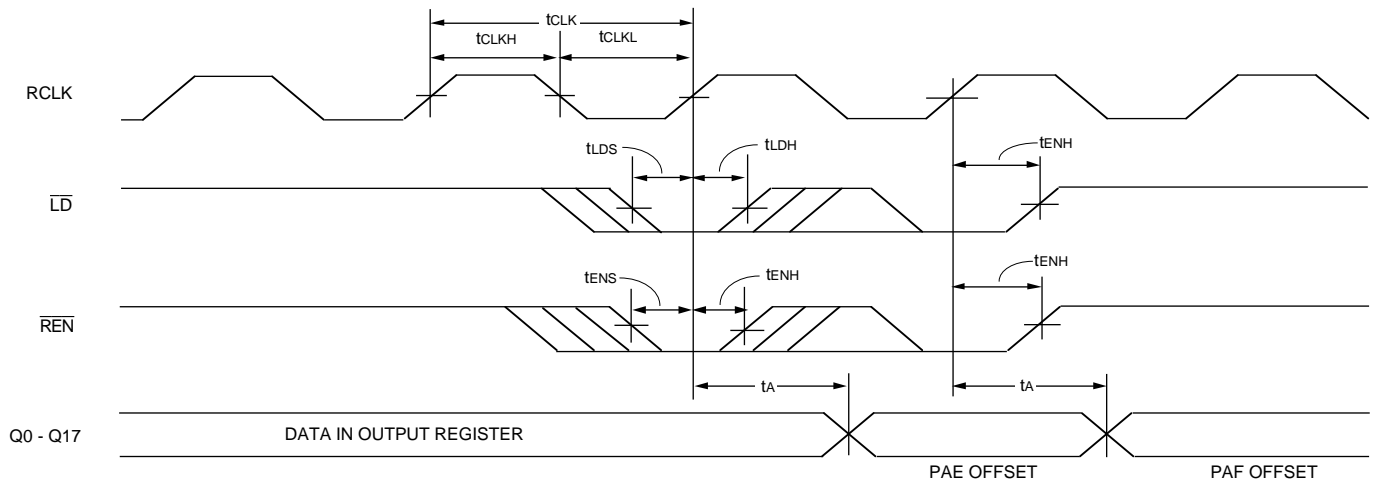 tCLK
tCLKH tCLKL
RCLK
tLDS tLDH tENH
LD
tENS tENH tENH
REN
tA tA
Q0 - Q17 DATA IN OUTPUT REGISTER
PAE OFFSET PAF OFFSET